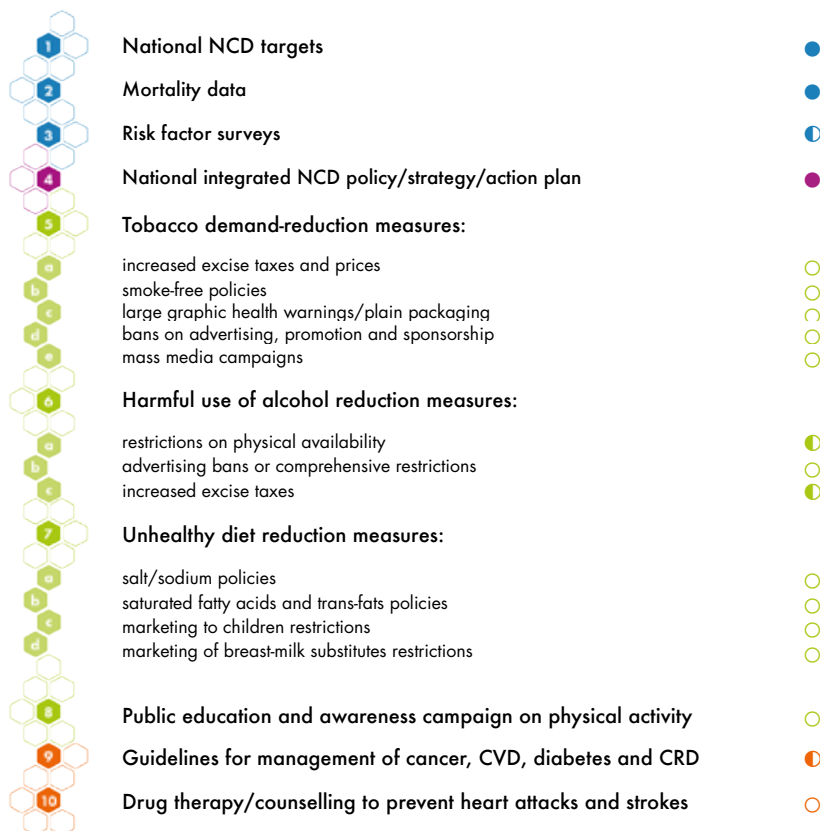 1 National NCD targets
2 Mortality data
3 Risk factor surveys
4 National integrated NCD policy/strategy/action plan
5 Tobacco demand-reduction measures:
a increased excise taxes and prices
b smoke-free policies
c large graphic health warnings/plain packaging
d bans on advertising, promotion and sponsorship
e mass media campaigns
6 Harmful use of alcohol reduction measures:
a restrictions on physical availability
b advertising bans or comprehensive restrictions
c increased excise taxes
7 Unhealthy diet reduction measures:
a salt/sodium policies
b saturated fatty acids and trans-fats policies
c marketing to children restrictions
d marketing of breast-milk substitutes restrictions
8 Public education and awareness campaign on physical activity
9 Guidelines for management of cancer, CVD, diabetes and CRD
10 Drug therapy/counselling to prevent heart attacks and strokes